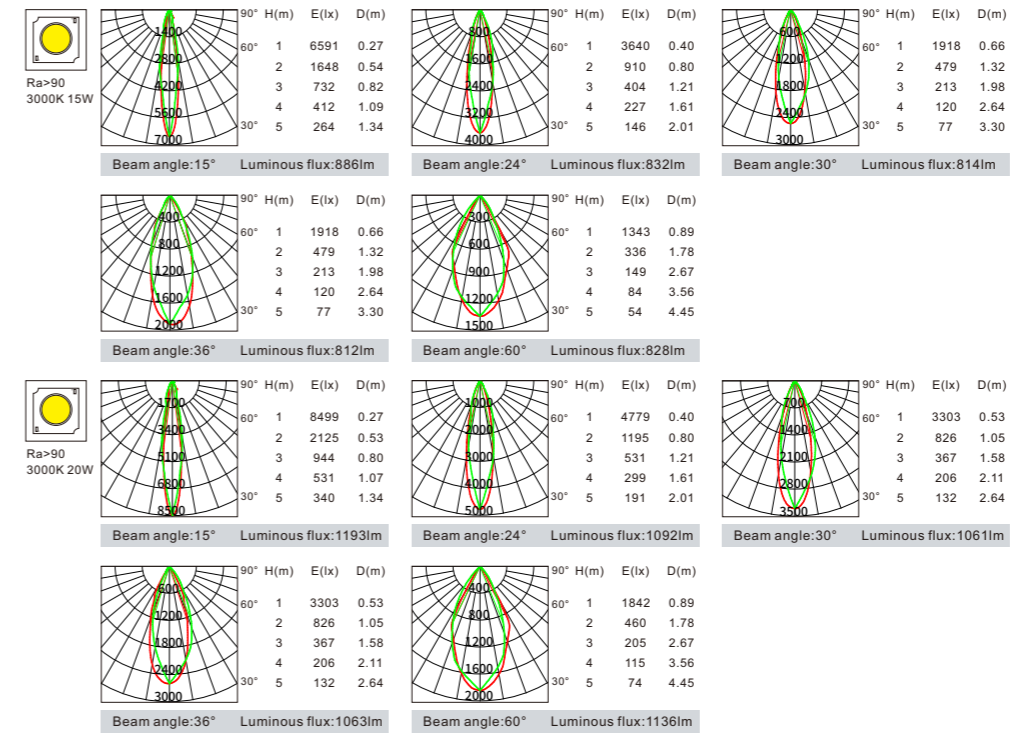 Ra>90
3000K 15W
1400
2800
4200
5600
7000
90° H(m) E(lx) D(m)
60°
1 6591 0.27
2 1648 0.54
3 732 0.82
4 412 1.09
30°
5 264 1.34
Beam angle:15° Luminous flux:886lm
800
1600
2400
3200
4000
90° H(m) E(lx) D(m)
60°
1 3640 0.40
2 910 0.80
3 404 1.21
4 227 1.61
30°
5 146 2.01
Beam angle:24° Luminous flux:832lm
600
1200
1800
2400
3000
90° H(m) E(lx) D(m)
60°
1 1918 0.66
2 479 1.32
3 213 1.98
4 120 2.64
30°
5 77 3.30
Beam angle:30° Luminous flux:814lm
400
800
1200
1600
2000
90° H(m) E(lx) D(m)
60°
1 1918 0.66
2 479 1.32
3 213 1.98
4 120 2.64
30°
5 77 3.30
Beam angle:36° Luminous flux:812lm
300
600
900
1200
1500
90° H(m) E(lx) D(m)
60°
1 1343 0.89
2 336 1.78
3 149 2.67
4 84 3.56
30°
5 54 4.45
Beam angle:60° Luminous flux:828lm
Ra>90
3000K 20W
1700
3400
5100
6800
8500
90° H(m) E(lx) D(m)
60°
1 8499 0.27
2 2125 0.53
3 944 0.80
4 531 1.07
30°
5 340 1.34
Beam angle:15° Luminous flux:1193lm
1000
2000
3000
4000
5000
90° H(m) E(lx) D(m)
60°
1 4779 0.40
2 1195 0.80
3 531 1.21
4 299 1.61
30°
5 191 2.01
Beam angle:24° Luminous flux:1092lm
700
1400
2100
2800
3500
90° H(m) E(lx) D(m)
60°
1 3303 0.53
2 826 1.05
3 367 1.58
4 206 2.11
30°
5 132 2.64
Beam angle:30° Luminous flux:1061lm
600
1200
1800
2400
3000
90° H(m) E(lx) D(m)
60°
1 3303 0.53
2 826 1.05
3 367 1.58
4 206 2.11
30°
5 132 2.64
Beam angle:36° Luminous flux:1063lm
400
800
1200
1600
2000
90° H(m) E(lx) D(m)
60°
1 1842 0.89
2 460 1.78
3 205 2.67
4 115 3.56
30°
5 74 4.45
Beam angle:60° Luminous flux:1136lm